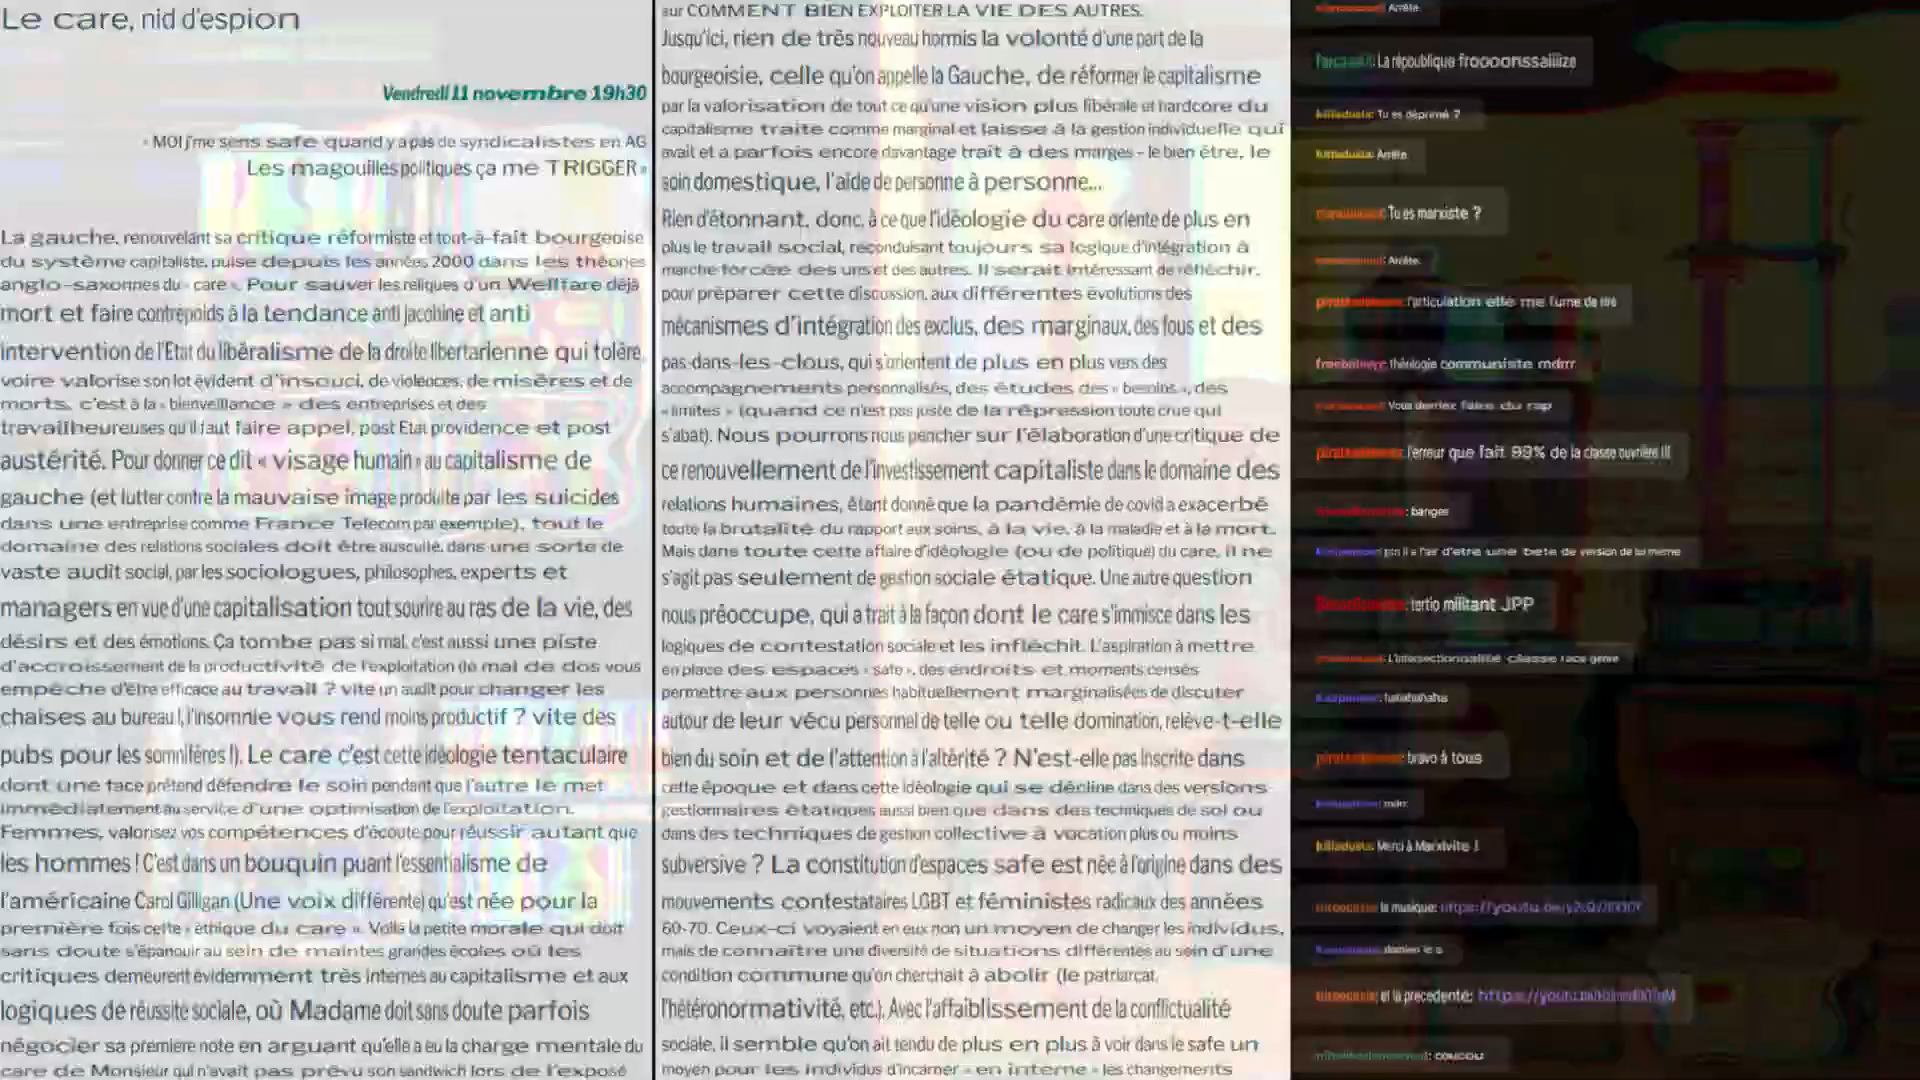 Le care, nid d'espion
Vendredi 11 novembre 19h30
« MOI j'me sens safe quand y a pas de syndicalistes en AG
Les magouilles politiques ça me TRIGGER »
La gauche, renouvelant sa critique réformiste et tout-à-fait bourgeoise
du système capitaliste, puise depuis les années 2000 dans les théories
anglo-saxonnes du « care ». Pour sauver les reliques d'un Wellfare déjà
mort et faire contrepoids à la tendance anti jacobine et anti
intervention de l'Etat du libéralisme de la droite libertarienne qui tolère,
voire valorise son lot évident d'insouci, de violences, de misères et de
morts, c'est à la « bienveillance » des entreprises et des
travailheureuses qu'il faut faire appel, post Etat providence et post
austérité. Pour donner ce dit « visage humain » au capitalisme de
gauche (et lutter contre la mauvaise image produite par les suicides
dans une entreprise comme France Telecom par exemple), tout le
domaine des relations sociales doit être ausculté, dans une sorte de
vaste audit social, par les sociologues, philosophes, experts et
managers en vue d'une capitalisation tout sourire au ras de la vie, des
désirs et des émotions. Ça tombe pas si mal, c'est aussi une piste
d'accroissement de la productivité de l'exploitation (le mal de dos vous
empêche d'être efficace au travail ? vite un audit pour changer les
chaises au bureau !, l'insomnie vous rend moins productif ? vite des
pubs pour les somnifères !). Le care c'est cette idéologie tentaculaire
dont une face prétend défendre le soin pendant que l'autre le met
immédiatement au service d'une optimisation de l'exploitation.
Femmes, valorisez vos compétences d'écoute pour réussir autant que
les hommes ! C'est dans un bouquin puant l'essentialisme de
l'américaine Carol Gilligan (Une voix différente) qu'est née pour la
première fois cette « éthique du care ». Voilà la petite morale qui doit
sans doute s'épanouir au sein de maintes grandes écoles où les
critiques demeurent évidemment très internes au capitalisme et aux
logiques de réussite sociale, où Madame doit sans doute parfois
négocier sa première note en arguant qu'elle a eu la charge mentale du
care de Monsieur qui n'avait pas prévu son sandwich lors de l'exposé
sur COMMENT BIEN EXPLOITER LA VIE DES AUTRES.
Jusqu'ici, rien de très nouveau hormis la volonté d'une part de la
bourgeoisie, celle qu'on appelle la Gauche, de réformer le capitalisme
par la valorisation de tout ce qu'une vision plus libérale et hardcore du
capitalisme traite comme marginal et laisse à la gestion individuelle qui
avait et a parfois encore davantage trait à des marges - le bien être, le
soin domestique, l'aide de personne à personne...
Rien d'étonnant, donc, à ce que l'idéologie du care oriente de plus en
plus le travail social, reconduisant toujours sa logique d'intégration à
marche forcée des uns et des autres. Il serait intéressant de réfléchir,
pour préparer cette discussion, aux différentes évolutions des
mécanismes d'intégration des exclus, des marginaux, des fous et des
pas-dans-les-clous, qui s'orientent de plus en plus vers des
accompagnements personnalisés, des études des « besoins », des
« limites » (quand ce n'est pas juste de la répression toute crue qui
s'abat). Nous pourrons nous pencher sur l'élaboration d'une critique de
ce renouvellement de l'investissement capitaliste dans le domaine des
relations humaines, étant donné que la pandémie de covid a exacerbé
toute la brutalité du rapport aux soins, à la vie, à la maladie et à la mort.
Mais dans toute cette affaire d'idéologie (ou de politique) du care, il ne
s'agit pas seulement de gestion sociale étatique. Une autre question
nous préoccupe, qui a trait à la façon dont le care s'immisce dans les
logiques de contestation sociale et les infléchit. L'aspiration à mettre
en place des espaces « safe », des endroits et moments censés
permettre aux personnes habituellement marginalisées de discuter
autour de leur vécu personnel de telle ou telle domination, relève-t-elle
bien du soin et de l'attention à l'altérité ? N'est-elle pas inscrite dans
cette époque et dans cette idéologie qui se décline dans des versions
gestionnaires étatiques aussi bien que dans des techniques de soi ou
dans des techniques de gestion collective à vocation plus ou moins
subversive ? La constitution d'espaces safe est née à l'origine dans des
mouvements contestataires LGBT et féministes radicaux des années
60-70. Ceux-ci voyaient en eux non un moyen de changer les individus,
mais de connaître une diversité de situations différentes au sein d'une
condition commune qu'on cherchait à abolir (le patriarcat,
l'hétéronormativité, etc.). Avec l'affaiblissement de la conflictualité
sociale, il semble qu'on ait tendu de plus en plus à voir dans le safe un
moyen pour les individus d'incarner « en interne » les changements
Arrête
La république froooonssaiiize
Tu es déprimé ?
Arrête
Tu es marxiste ?
Arrête
l'articulation elle me fume de rire
théologie communiste mdrr
Vous devriez faire du rap
l'erreur que fait 99% de la classe ouvrière !!!
banger
tertio militant JPP
L'intersectionnalité classe race genre
bravo à tous
mdrr
Merci à Marxivite !
la musique:
et la precedente:
coucou